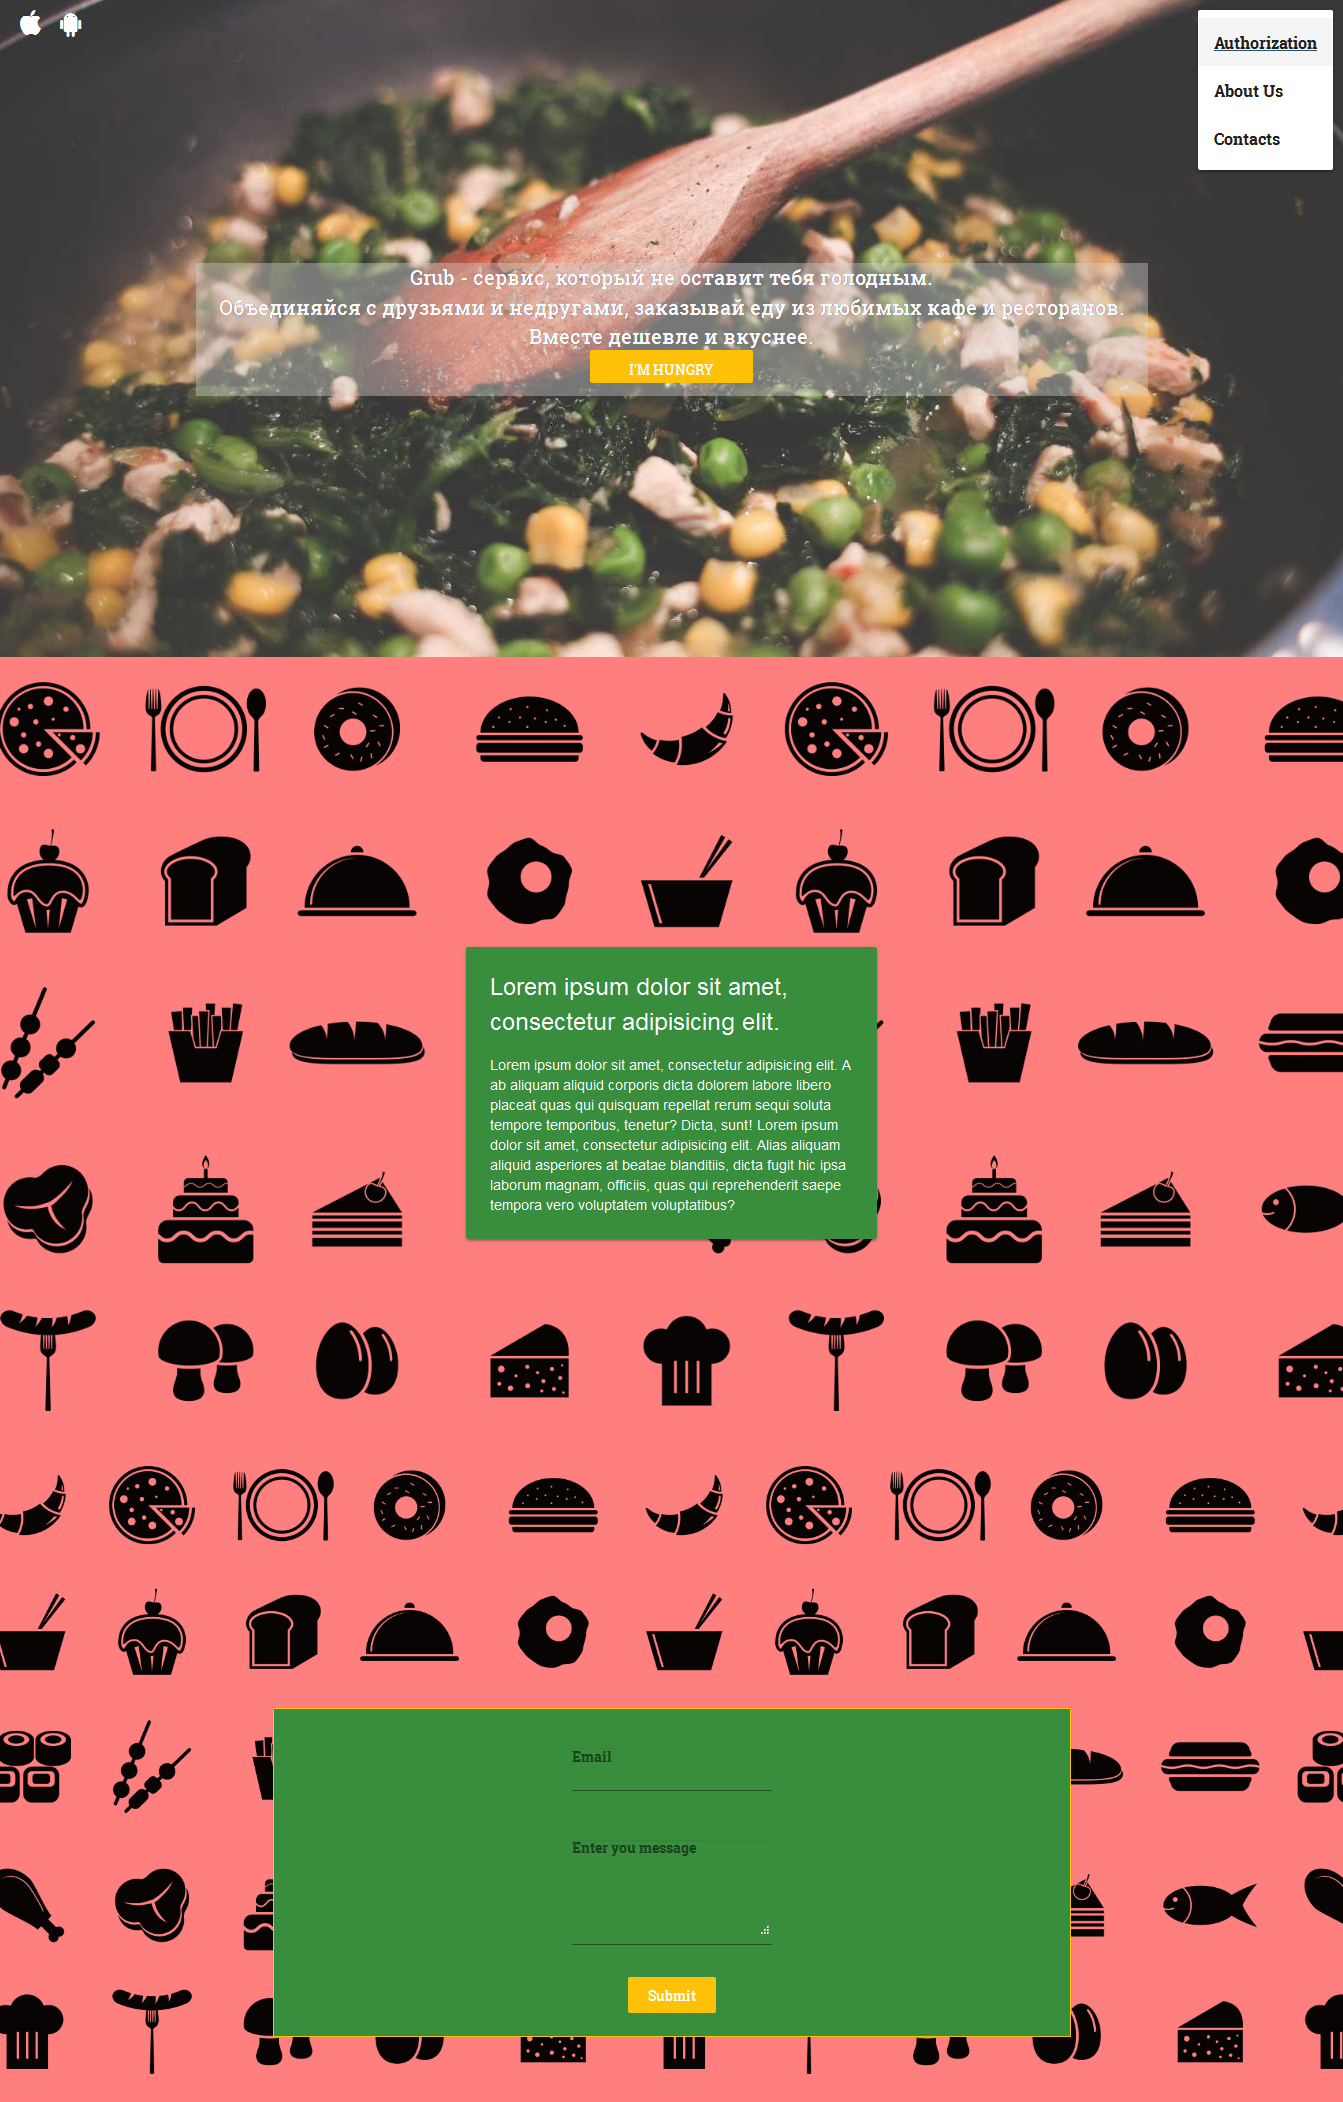 Authorization
About Us
Contacts
Grub - сервис, который не оставит тебя голодным.
Объединяйся с друзьями и недругами, заказывай еду из любимых кафе и ресторанов.
Вместе дешевле и вкуснее.
I'M HUNGRY
Lorem ipsum dolor sit amet,
consectetur adipisicing elit.
Lorem ipsum dolor sit amet, consectetur adipisicing elit. A
ab aliquam aliquid corporis dicta dolorem labore libero
placeat quas qui quisquam repellat rerum sequi soluta
tempore temporibus, tenetur? Dicta, sunt! Lorem ipsum
dolor sit amet, consectetur adipisicing elit. Alias aliquam
aliquid asperiores at beatae blanditiis, dicta fugit hic ipsa
laborum magnam, officiis, quas qui reprehenderit saepe
tempora vero voluptatem voluptatibus?
Email
Enter you message
Submit